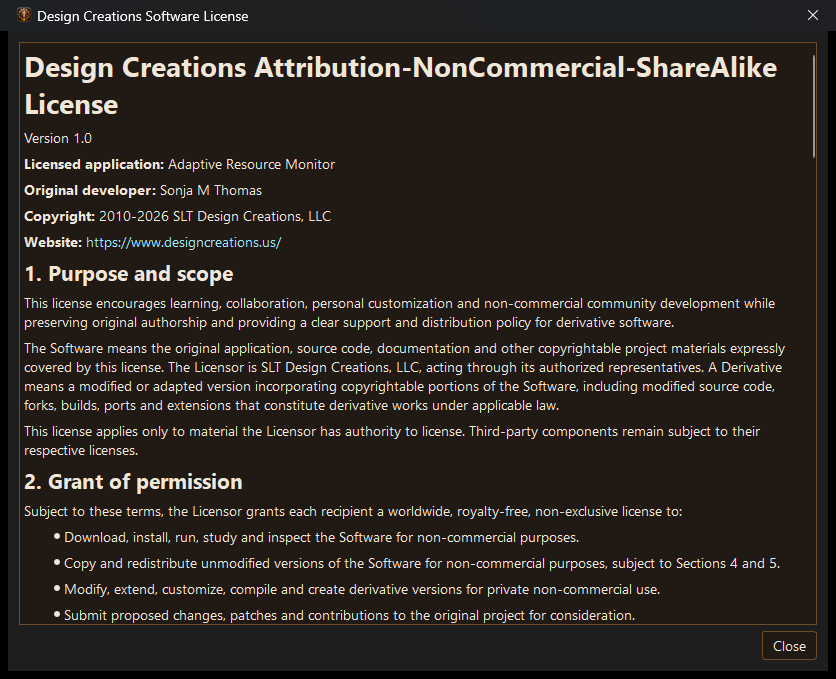 Design Creations Software License
Design Creations Attribution-NonCommercial-ShareAlike
License
Version 1.0
Licensed application: Adaptive Resource Monitor
Original developer: Sonja M Thomas
Copyright: 2010-2026 SLT Design Creations, LLC
Website: https://www.designcreations.us/
1. Purpose and scope
This license encourages learning, collaboration, personal customization and non-commercial community development while
preserving original authorship and providing a clear support and distribution policy for derivative software.
The Software means the original application, source code, documentation and other copyrightable project materials expressly
covered by this license. The Licensor is SLT Design Creations, LLC, acting through its authorized representatives. A Derivative
means a modified or adapted version incorporating copyrightable portions of the Software, including modified source code,
forks, builds, ports and extensions that constitute derivative works under applicable law.
This license applies only to material the Licensor has authority to license. Third-party components remain subject to their
respective licenses.
2. Grant of permission
Subject to these terms, the Licensor grants each recipient a worldwide, royalty-free, non-exclusive license to:
• Download, install, run, study and inspect the Software for non-commercial purposes.
• Copy and redistribute unmodified versions of the Software for non-commercial purposes, subject to Sections 4 and 5.
• Modify, extend, customize, compile and create derivative versions for private non-commercial use.
• Submit proposed changes, patches and contributions to the original project for consideration.
Close